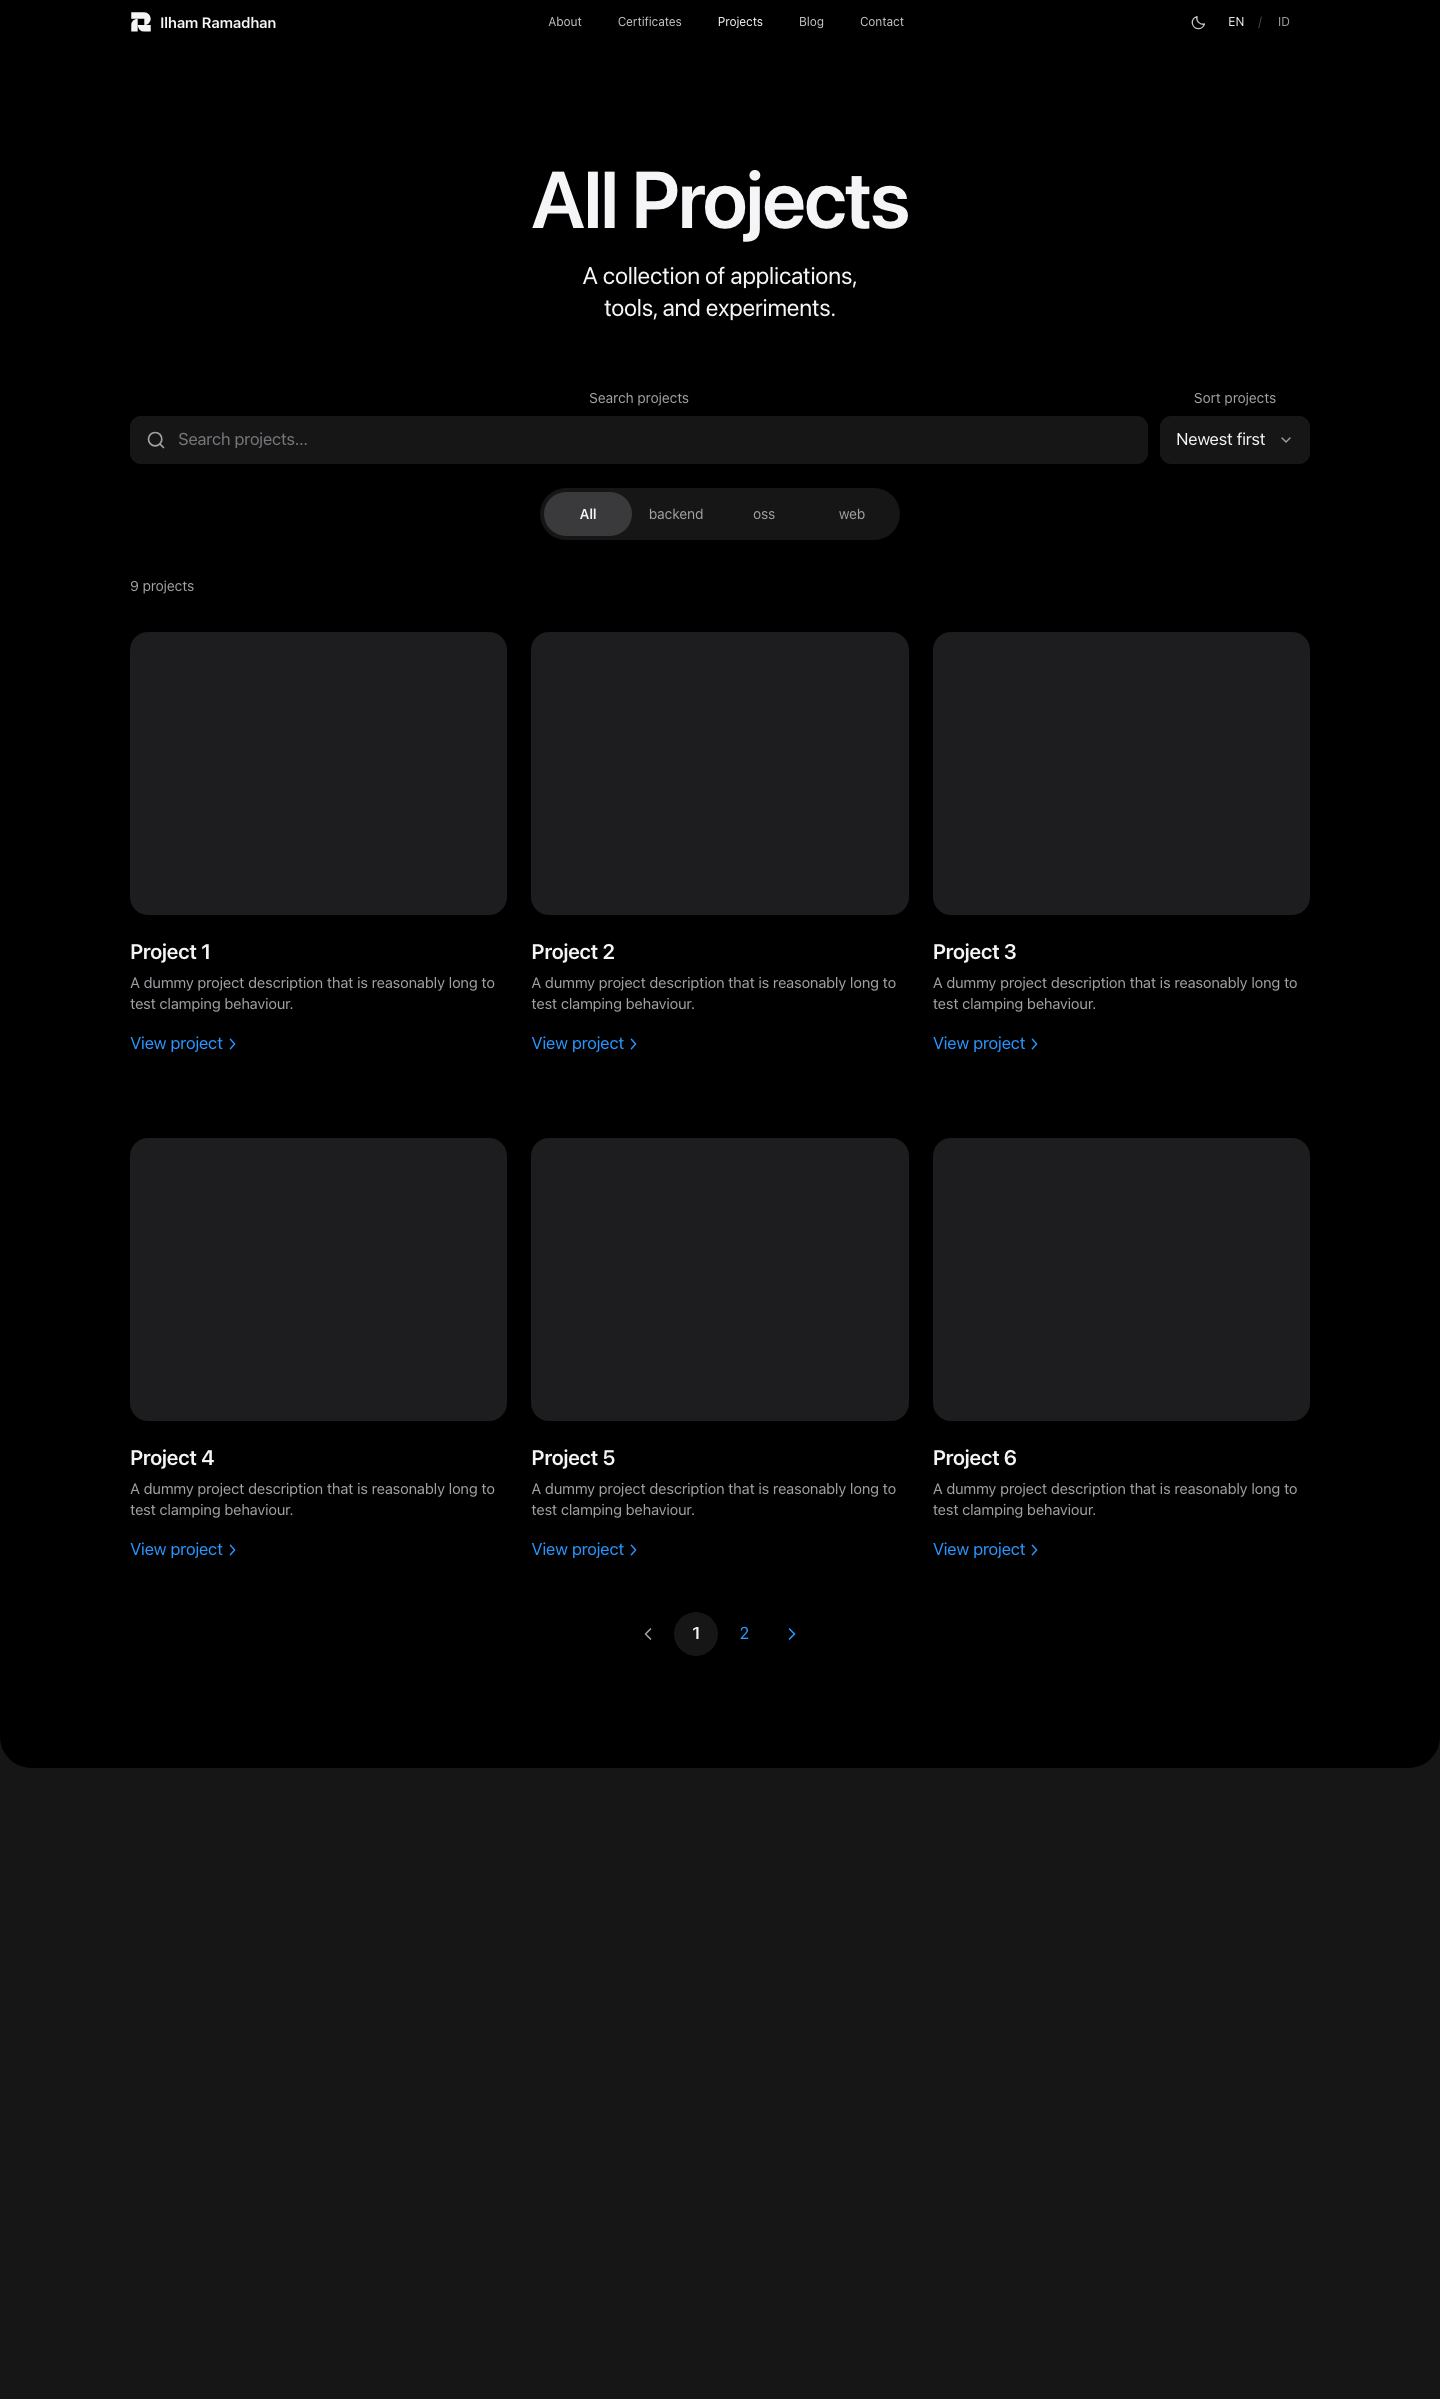 Ilham Ramadhan
About
Certificates
Projects
Blog
Contact
EN / ID
All Projects
A collection of applications,
tools, and experiments.
Search projects
Sort projects
Search projects...
Newest first
All
backend
oss
web
9 projects
Project 1
A dummy project description that is reasonably long to
test clamping behaviour.
View project
Project 2
A dummy project description that is reasonably long to
test clamping behaviour.
View project
Project 3
A dummy project description that is reasonably long to
test clamping behaviour.
View project
Project 4
A dummy project description that is reasonably long to
test clamping behaviour.
View project
Project 5
A dummy project description that is reasonably long to
test clamping behaviour.
View project
Project 6
A dummy project description that is reasonably long to
test clamping behaviour.
View project
1
2